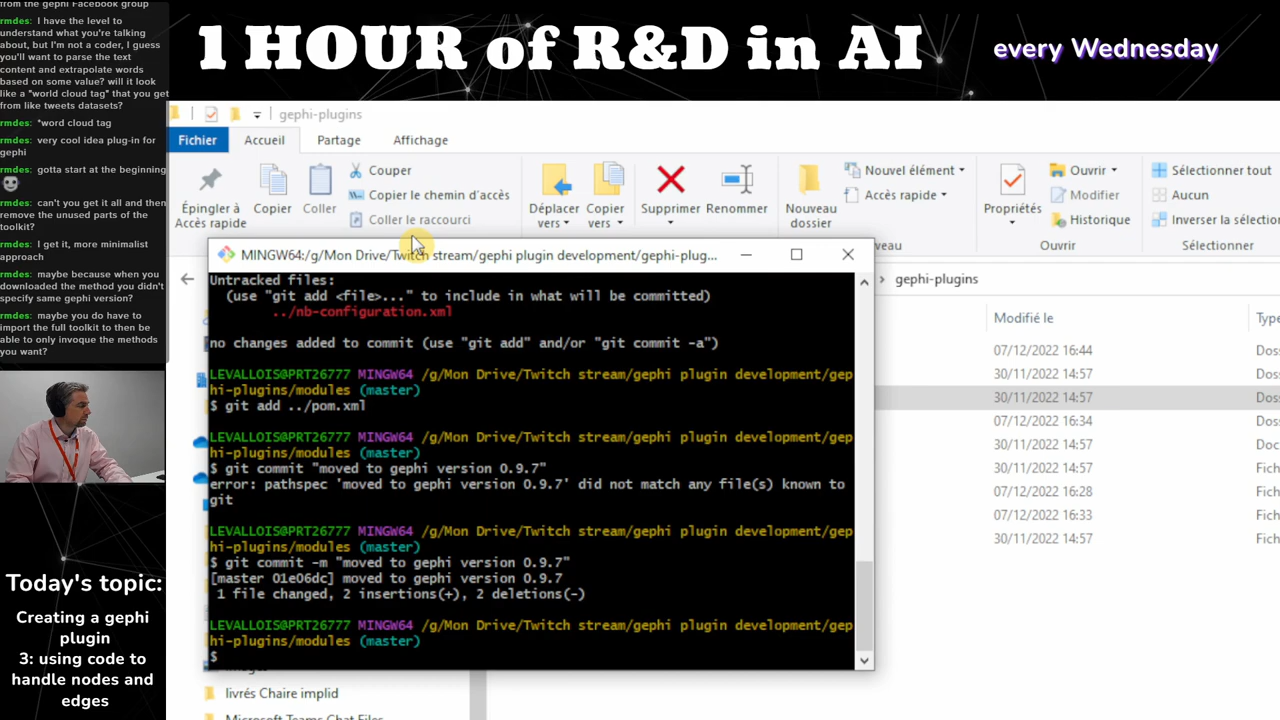 from the gephi Facebook group
rmdes: I have the level to
understand what you're talking
about, but I'm not a coder, I guess
you'll want to parse the text
content and extrapolate words
based on some value? will it look
like a "world cloud tag" that you get
from like tweets datasets?
rmdes: *word cloud tag
rmdes: very cool idea plug-in for
gephi
rmdes: gotta start at the beginning
rmdes: can't you get it all and then
remove the unused parts of the
toolkit?
rmdes: I get it, more minimalist
approach
rmdes: maybe because when you
downloaded the method you didn't
specify same gephi version?
rmdes: maybe you do have to
import the full toolkit to then be
able to only invoque the methods
you want?
Today's topic:
Creating a gephi
plugin
3: using code to
handle nodes and
edges
1 HOUR of R&D in AI
every Wednesday
gephi-plugins
Fichier
Accueil
Partage
Affichage
Épingler à
Accès rapide
Copier
Coller
Couper
Copier le chemin d'accès
Coller le raccourci
Déplacer
vers
Copier
vers
Supprimer
Renommer
Nouveau
dossier
Nouvel élément
Accès rapide
Propriétés
Ouvrir
Modifier
Historique
Sélectionner tout
Aucun
Inverser la sélection
veau
Ouvrir
MINGW64:/g/Mon Drive/Twitch stream/gephi plugin development/gephi-plug...
Untracked files:
(use "git add <file>..." to include in what will be committed)
../nb-configuration.xml
no changes added to commit (use "git add" and/or "git commit -a")
LEVALLOIS@PRT26777 MINGW64 /g/Mon Drive/Twitch stream/gephi plugin development/gep
hi-plugins/modules (master)
$ git add ../pom.xml
LEVALLOIS@PRT26777 MINGW64 /g/Mon Drive/Twitch stream/gephi plugin development/gep
hi-plugins/modules (master)
$ git commit "moved to gephi version 0.9.7"
error: pathspec 'moved to gephi version 0.9.7' did not match any file(s) known to
git
LEVALLOIS@PRT26777 MINGW64 /g/Mon Drive/Twitch stream/gephi plugin development/gep
hi-plugins/modules (master)
$ git commit -m "moved to gephi version 0.9.7"
[master 01e06dc] moved to gephi version 0.9.7
1 file changed, 2 insertions(+), 2 deletions(-)
LEVALLOIS@PRT26777 MINGW64 /g/Mon Drive/Twitch stream/gephi plugin development/gep
hi-plugins/modules (master)
$
gephi-plugins
Modifié le
Type
07/12/2022 16:44
Doss
30/11/2022 14:57
Doss
30/11/2022 14:57
Doss
07/12/2022 16:34
Doss
30/11/2022 14:57
Doc
30/11/2022 14:57
Fich
07/12/2022 16:28
Fich
07/12/2022 16:33
Fich
30/11/2022 14:57
Fich
livrés Chaire implid
Microsoft Teams Chat Files